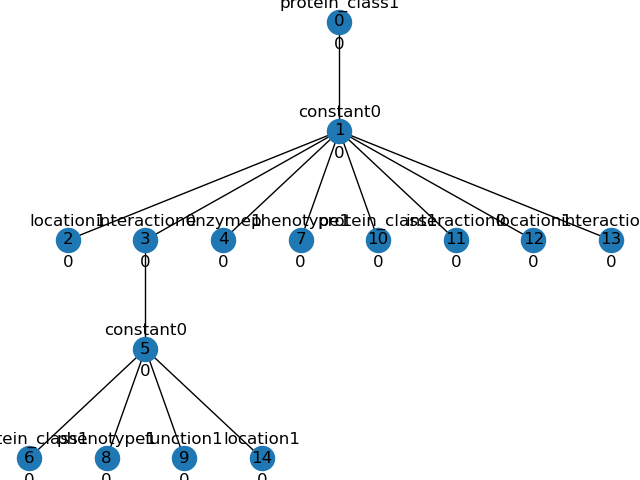 protein_class1
0
0
constant0
1
0
location1 interaction0 enzyme1 phenotype1 protein_class1 interaction0 location1
2 3 4 7 10 11 12 13
0 0 0 0 0 0 0 0
constant0
5
0
phenotype1 function1 location1
6 8 9 14
0 0 0 0